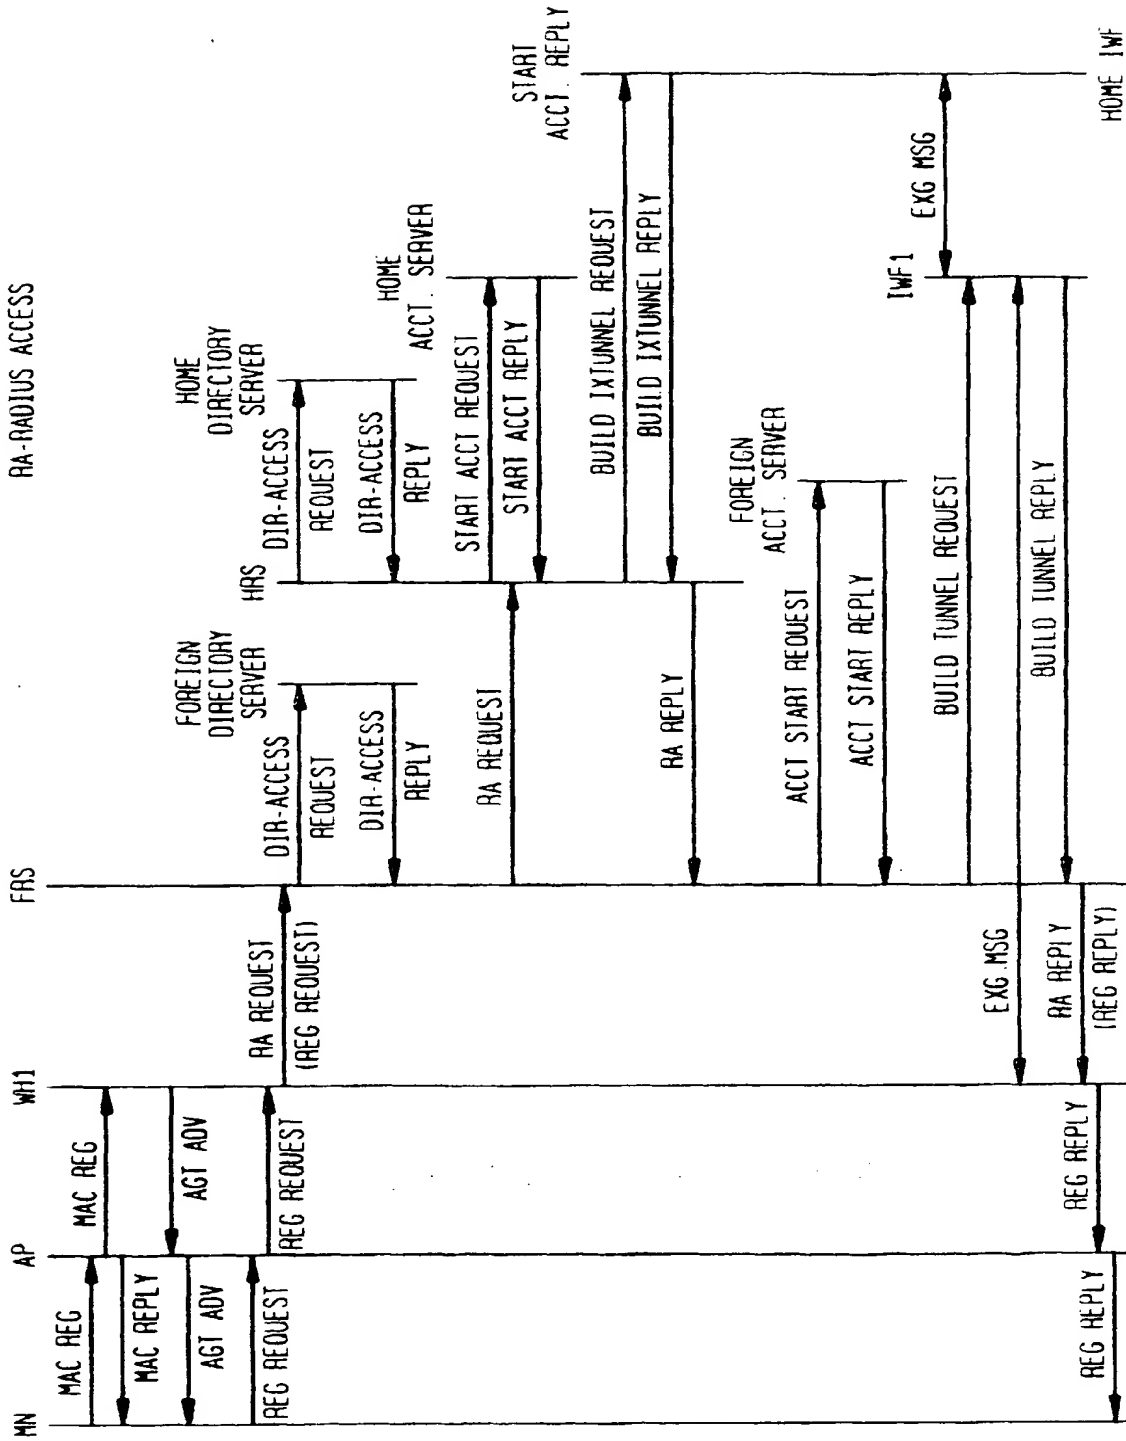 RA-RADIUS ACCESS
MN
AP
WH1
FRS
FOREIGN
DIRECTORY
SERVER
HRS
HOME
DIRECTORY
SERVER
HOME
ACCT. SERVER
START
ACCT. REPLY
MAC REG
MAC REG
MAC REPLY
AGT ADV
AGT ADV
REG REQUEST
REG REQUEST
RA REQUEST
(REG REQUEST)
DIR-ACCESS
REQUEST
DIR-ACCESS
REPLY
DIR-ACCESS
REQUEST
DIR-ACCESS
REPLY
START ACCT REQUEST
RA REQUEST
START ACCT REPLY
BUILD IXTUNNEL REQUEST
BUILD IXTUNNEL REPLY
RA REPLY
FOREIGN
ACCT. SERVER
ACCT START REQUEST
ACCT START REPLY
IWF1
EXG MSG
BUILD TUNNEL REQUEST
EXG.MSG
BUILD TUNNEL REPLY
RA REPLY
(REG REPLY)
REG REPLY
REG REPLY
HOME IWF